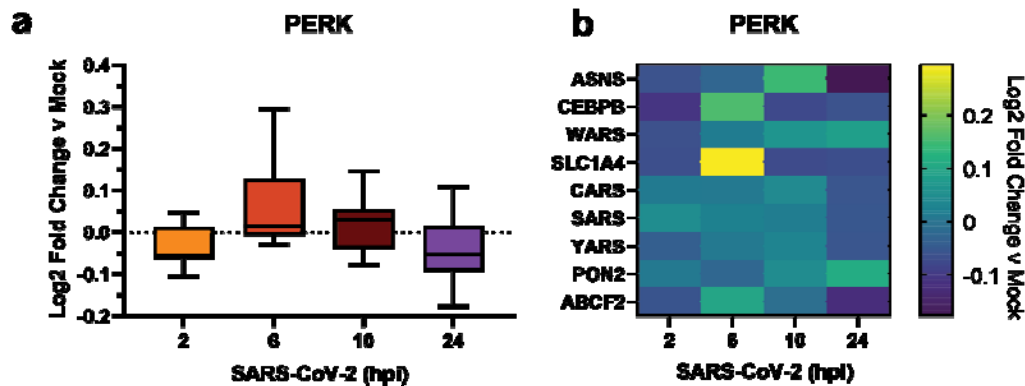 a
PERK
Log2 Fold Change v Mock
0.4
0.3
0.2
0.1
0.0
-0.1
-0.2
2
6
10
24
SARS-CoV-2 (hpi)
b
PERK
ASNS
CEBPB
WARS
SLC1A4
CARS
SARS
YARS
PON2
ABCF2
2
6
10
24
SARS-CoV-2 (hpi)
0.2
0.1
0
-0.1
Log2 Fold Change v Mock